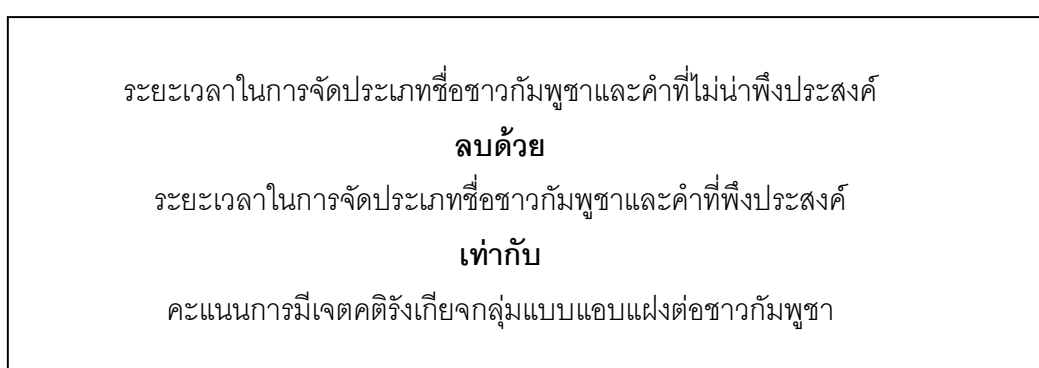 ระยะเวลาในการจัดประเภทชื่อชาวกัมพูชาและคำที่ไม่น่าพึงประสงค์
ลบด้วย
ระยะเวลาในการจัดประเภทชื่อชาวกัมพูชาและคำที่พึงประสงค์
เท่ากับ
คะแนนการมีเจตคติรังเกียจกลุ่มแบบแอบแฝงต่อชาวกัมพูชา